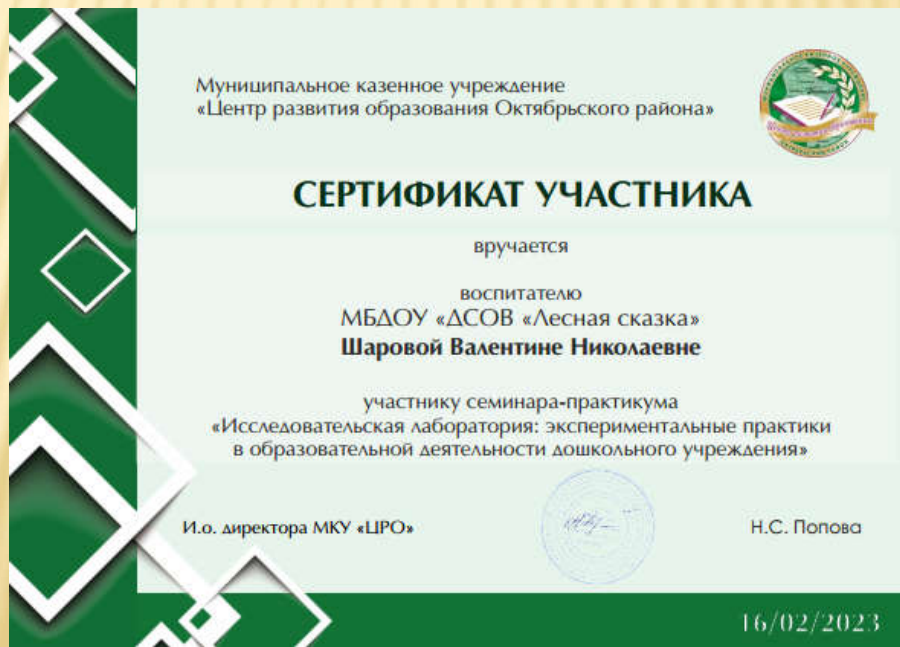 Муниципальное казенное учреждение
«Центр развития образования Октябрьского района»
СЕРТИФИКАТ УЧАСТНИКА
вручается
воспитателю
МБДОУ «ДСОВ «Лесная сказка»
Шаровой Валентине Николаевне
участнику семинара-практикума
«Исследовательская лаборатория: экспериментальные практики
в образовательной деятельности дошкольного учреждения»
И.о. директора МКУ «ЦРО»
Н.С. Попова
16/02/2023